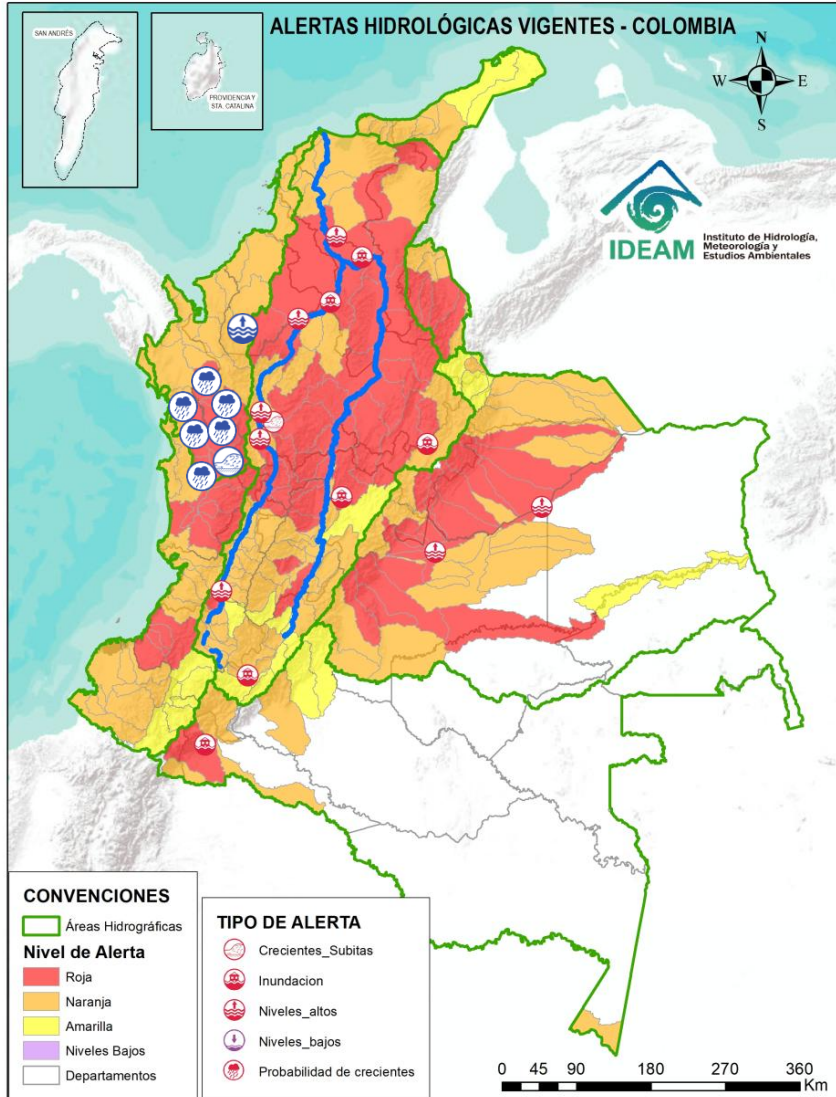 ALERTAS HIDROLÓGICAS VIGENTES - COLOMBIA
SAN ANDRÉS
PROVIDENCIA Y
STA. CATALINA
N
W
E
S
IDEAM
Instituto de Hidrología,
Meteorología y
Estudios Ambientales
CONVENCIONES
Áreas Hidrográficas
Nivel de Alerta
Roja
Naranja
Amarilla
Niveles Bajos
Departamentos
TIPO DE ALERTA
Crecientes_Subitas
Inundacion
Niveles_altos
Niveles_bajos
Probabilidad de crecientes
0 45 90 180 270 360
Km